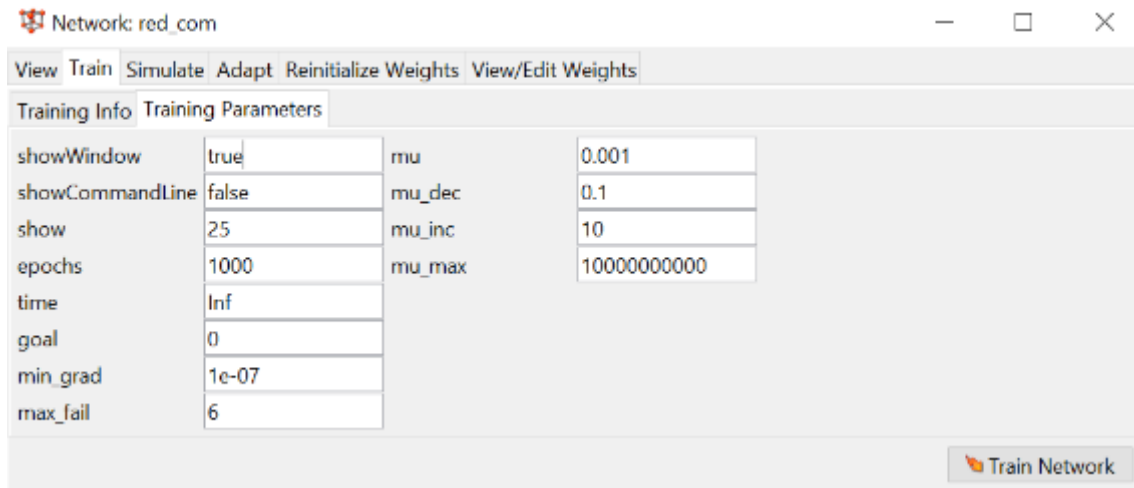 Network: red_com
View Train Simulate Adapt Reinitialize Weights View/Edit Weights
Training Info Training Parameters
showWindow true mu 0.001
showCommandLine false mu_dec 0.1
show 25 mu_inc 10
epochs 1000 mu_max 10000000000
time Inf
goal 0
min_grad 1e-07
max_fail 6
Train Network